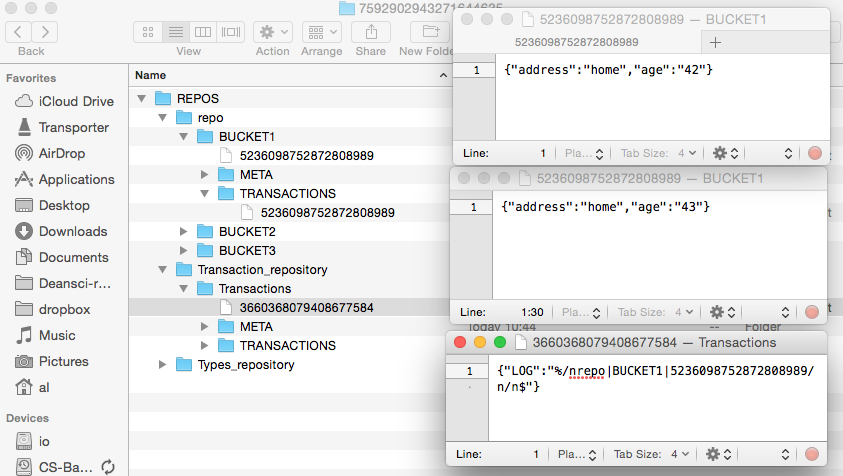 7592902943271644635
Back
View
Action
Arrange
Share
New Folde
Favorites
iCloud Drive
Transporter
AirDrop
Applications
Desktop
Downloads
Documents
Deansci-r...
dropbox
Music
Pictures
al
Devices
io
CS-Ba...
Name
REPOS
repo
BUCKET1
5236098752872808989
META
TRANSACTIONS
5236098752872808989
BUCKET2
BUCKET3
Transaction_repository
Transactions
3660368079408677584
META
TRANSACTIONS
Types_repository
5236098752872808989 — BUCKET1
5236098752872808989
1 {"address":"home","age":"42"}
Line: 1 Pla... Tab Size: 4
5236098752872808989 — BUCKET1
1 {"address":"home","age":"43"}
Line: 1:30 Pla... Tab Size: 4
Today 10:44 -- Folder
3660368079408677584 — Transactions
1 {"LOG":"%/nrepo|BUCKET1|5236098752872808989/
n/n$"}
Line: 1 Pla... Tab Size: 4